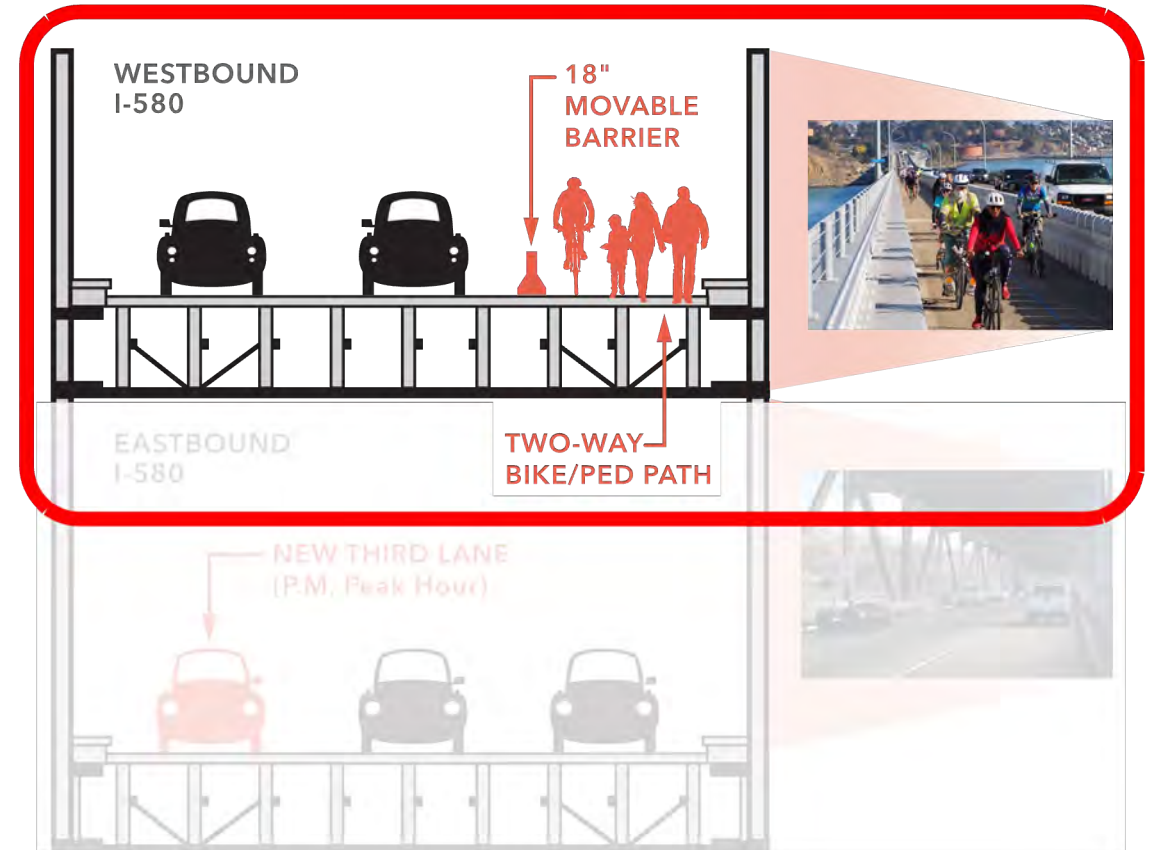 WESTBOUND
I-580
18"
MOVABLE
BARRIER
TWO-WAY
BIKE/PED PATH
EASTBOUND
I-580
NEW THIRD LANE
(P.M. Peak Hour)